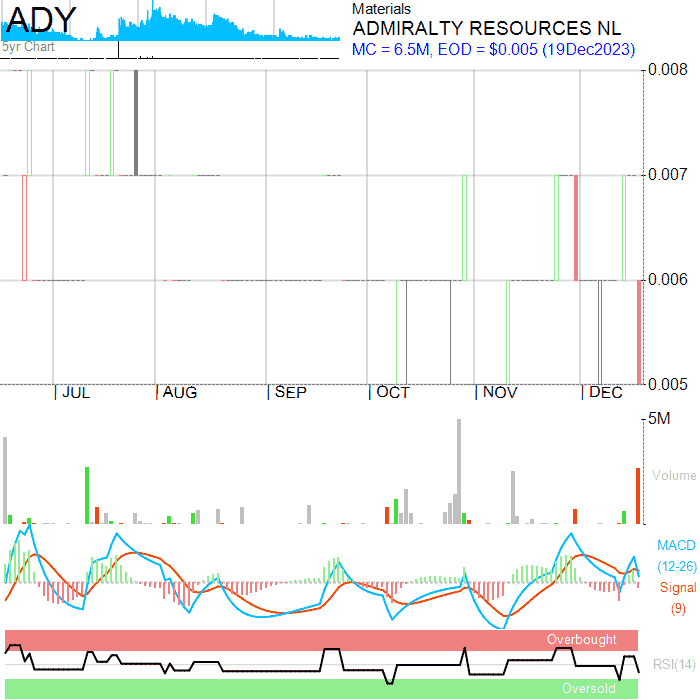 ADY
5yr Chart
Materials
ADMIRALTY RESOURCES NL
MC = 6.5M, EOD = $0.005 (19Dec2023)
0.008
0.007
0.006
0.005
JUL
AUG
SEP
OCT
NOV
DEC
5M
Volume
MACD
(12-26)
Signal
(9)
Overbought
RSI(14)
Oversold